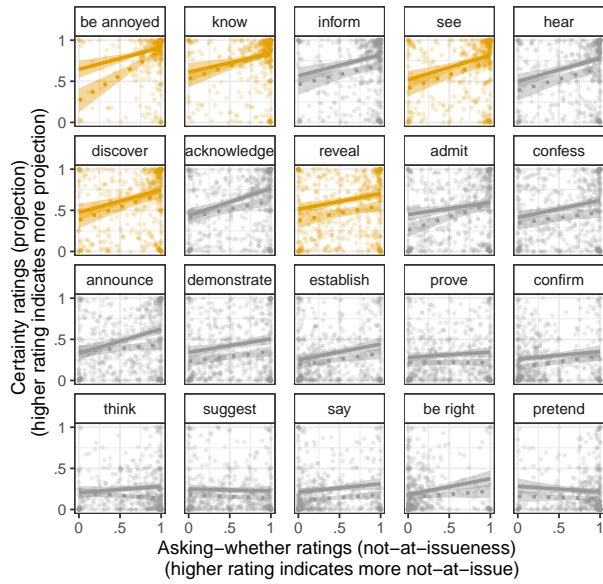 be annoyed know inform see hear
1
.5
0
discover acknowledge reveal admit confess
1
.5
0
announce demonstrate establish prove confirm
1
.5
0
think suggest say be right pretend
1
.5
0
0 .5 1 0 .5 1 0 .5 1 0 .5 1 0 .5 1
Certainty ratings (projection)
(higher rating indicates more projection)
Asking−whether ratings (not−at−issueness)
(higher rating indicates more not−at−issue)